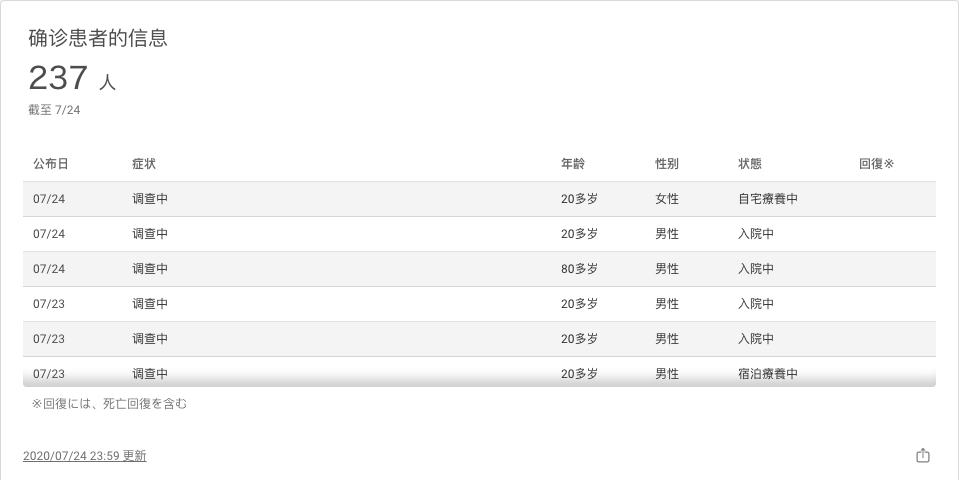 确诊患者的信息
237 人
截至 7/24
公布日 症状 年齢 性别 状態 回復※
07/24 调查中 20多岁 女性 自宅療養中
07/24 调查中 20多岁 男性 入院中
07/24 调查中 80多岁 男性 入院中
07/23 调查中 20多岁 男性 入院中
07/23 调查中 20多岁 男性 入院中
07/23 调查中 20多岁 男性 宿泊療養中
※回復には、死亡回復を含む
2020/07/24 23:59 更新